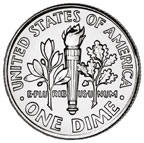 UNITED STATES OF AMERICA
E·PLURIBUS·UNUM
· ONE DIME ·